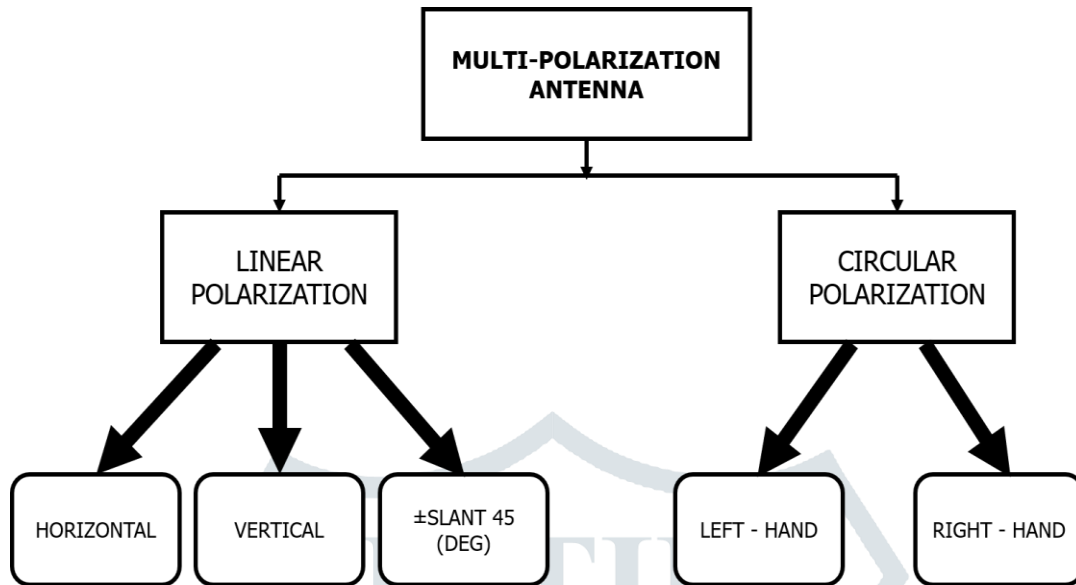 MULTI-POLARIZATION
ANTENNA
LINEAR
POLARIZATION
CIRCULAR
POLARIZATION
HORIZONTAL
VERTICAL
±SLANT 45
(DEG)
LEFT - HAND
RIGHT - HAND